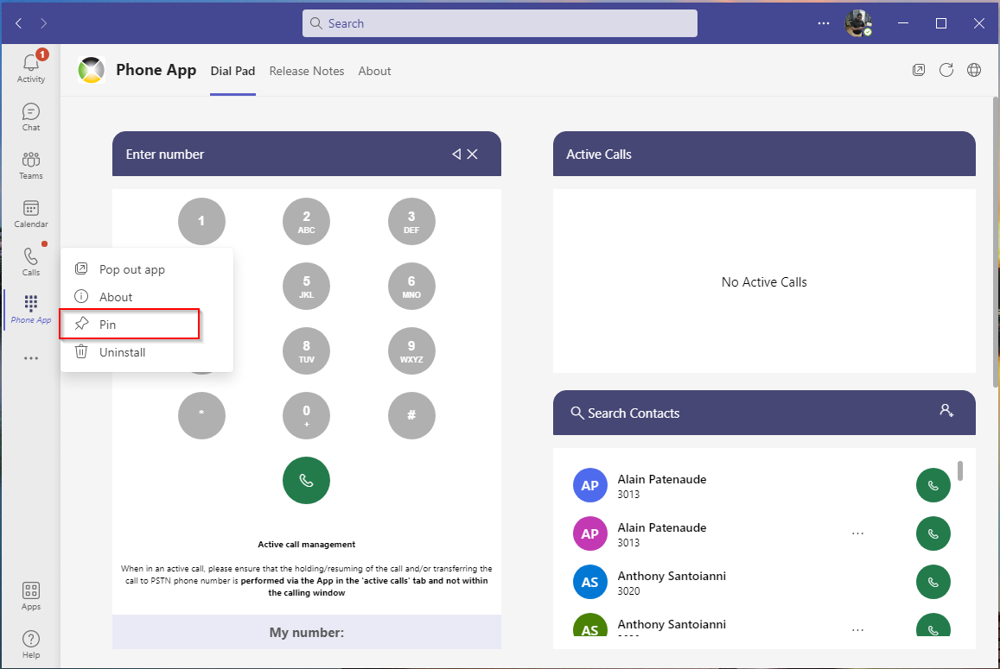 Search
1
Activity
Chat
Teams
Calendar
Calls
Phone App
Apps
Help
Phone App
Dial Pad
Release Notes
About
Pop out app
About
Pin
Uninstall
Enter number
1
2
ABC
3
DEF
5
JKL
6
MNO
8
TUV
9
WXYZ
*
0
+
#
Active call management
When in an active call, please ensure that the holding/resuming of the call and/or transferring the
call to PSTN phone number is performed via the App in the 'active calls' tab and not within
the calling window
My number:
Active Calls
No Active Calls
Search Contacts
AP
Alain Patenaude
3013
AP
Alain Patenaude
3013
AS
Anthony Santoianni
3020
AS
Anthony Santoianni